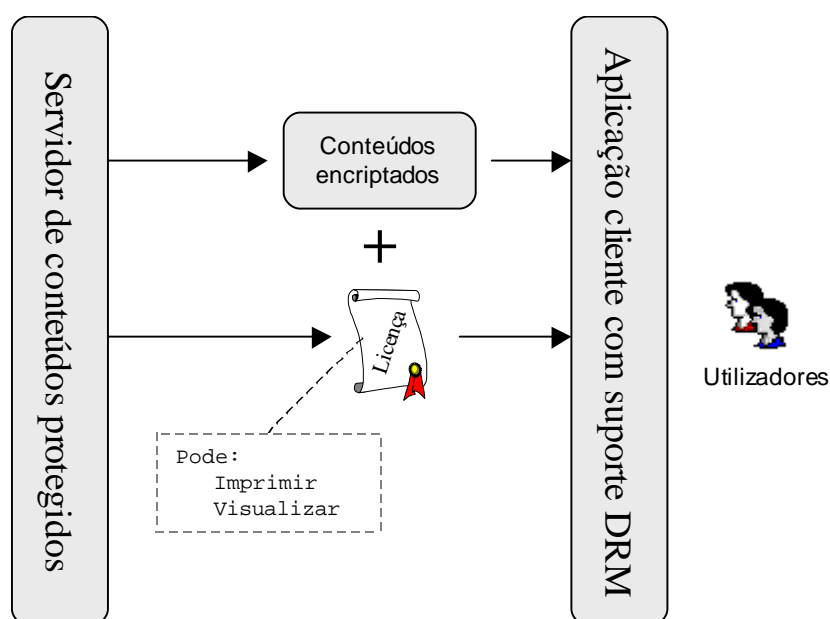 Servidor de conteúdos protegidos
Conteúdos
encriptados
+
Licença
Pode:
Imprimir
Visualizar
Aplicação cliente com suporte DRM
Utilizadores